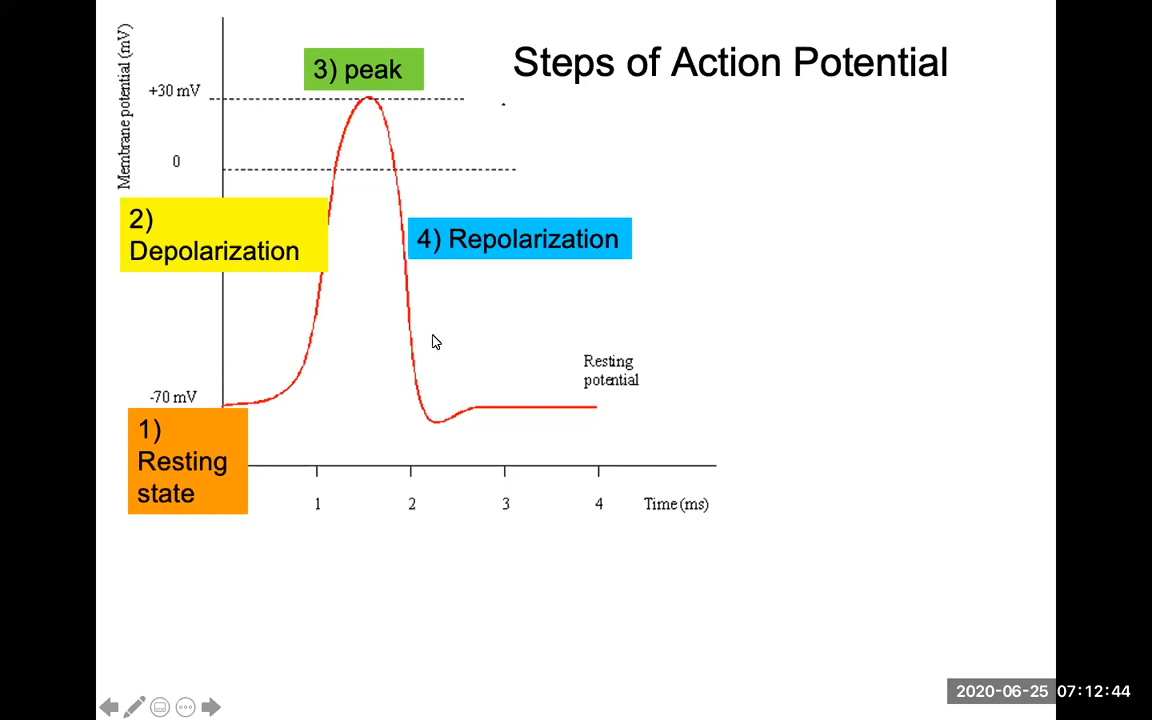 Steps of Action Potential
Membrane potential (mV)
3) peak
+30 mV
0
2)
Depolarization
4) Repolarization
Resting
potential
-70 mV
1)
Resting
state
1 2 3 4 Time (ms)
2020-06-25 07:12:44